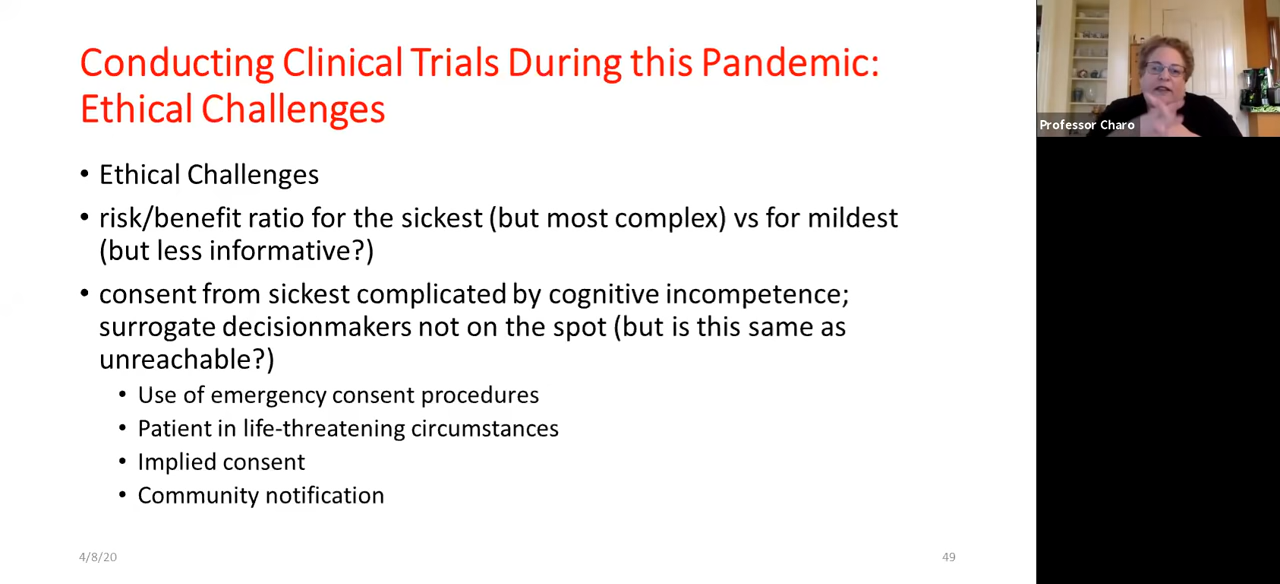 Conducting Clinical Trials During this Pandemic:
Ethical Challenges
• Ethical Challenges
• risk/benefit ratio for the sickest (but most complex) vs for mildest
(but less informative?)
• consent from sickest complicated by cognitive incompetence;
surrogate decisionmakers not on the spot (but is this same as
unreachable?)
• Use of emergency consent procedures
• Patient in life-threatening circumstances
• Implied consent
• Community notification
4/8/20
49
Professor Charo